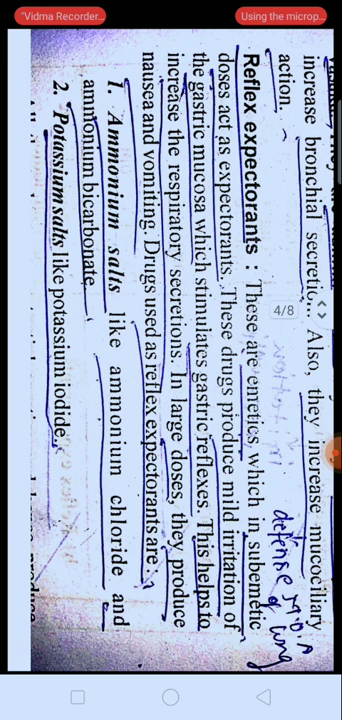 "Vidma Recorder...
Using the microp...
increase bronchial secretic... Also, they increase mucociliary
action.
Reflex expectorants : These are emetics, which in subemetic
doses act as expectorants. These drugs produce mild irritation of
the gastric mucosa which stimulates gastric reflexes. This helps to
increase the respiratory secretions. In large doses, they produce
nausea and vomiting. Drugs used as reflex expectorants are:
1. Ammonium salts like ammonium chloride and
ammonium bicarbonate.
2. Potassium salts like potassium iodide.
4/8
defense
of lung